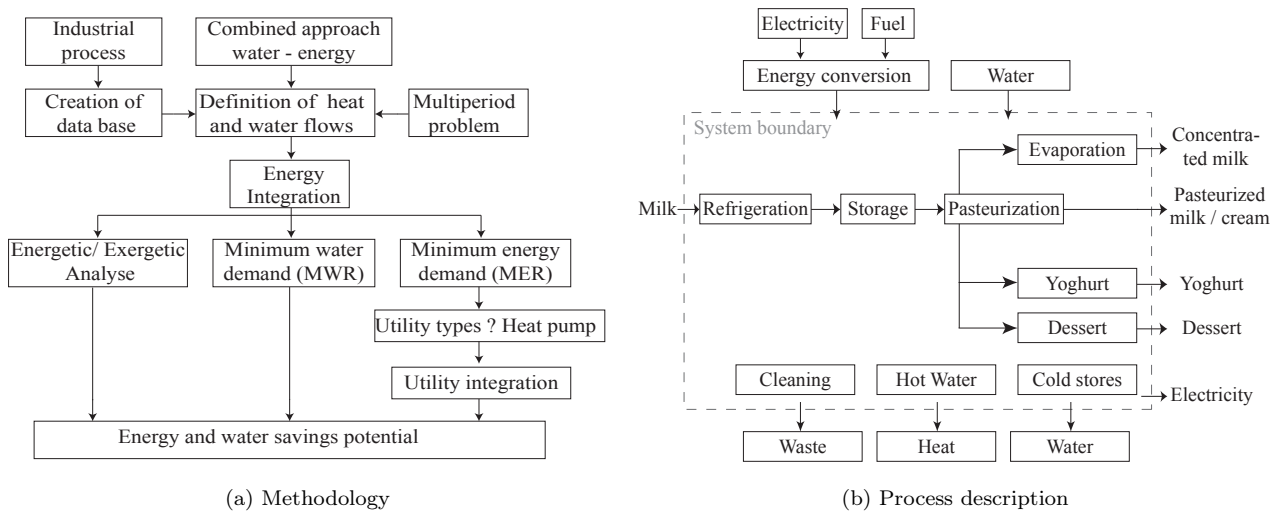 Industrial
process
Combined approach
water - energy
Creation of
data base
Definition of heat
and water flows
Multiperiod
problem
Energy
Integration
Energetic/ Exergetic
Analyse
Minimum water
demand (MWR)
Minimum energy
demand (MER)
Utility types ? Heat pump
Utility integration
Energy and water savings potential
(a) Methodology
Electricity
Fuel
Energy conversion
Water
System boundary
Evaporation
Concentra-
ted milk
Milk
Refrigeration
Storage
Pasteurization
Pasteurized
milk / cream
Yoghurt
Yoghurt
Dessert
Dessert
Cleaning
Hot Water
Cold stores
Electricity
Waste
Heat
Water
(b) Process description